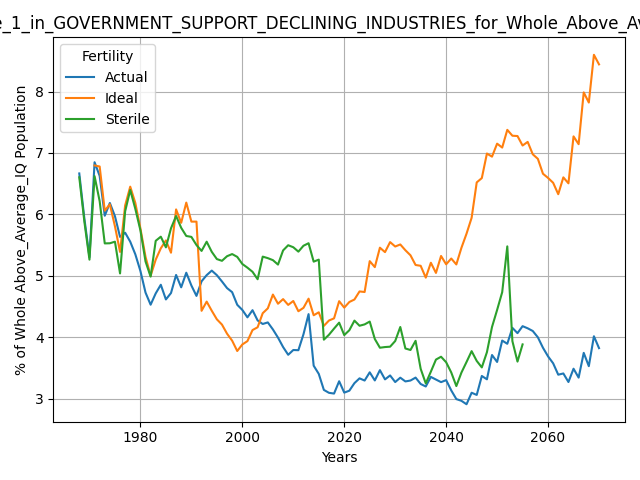 _1_in_GOVERNMENT_SUPPORT_DECLINING_INDUSTRIES_for_Whole_Above_Av
Fertility
Actual
Ideal
Sterile
% of Whole Above_Average_IQ Population
8
7
6
5
4
3
1980
2000
2020
2040
2060
Years